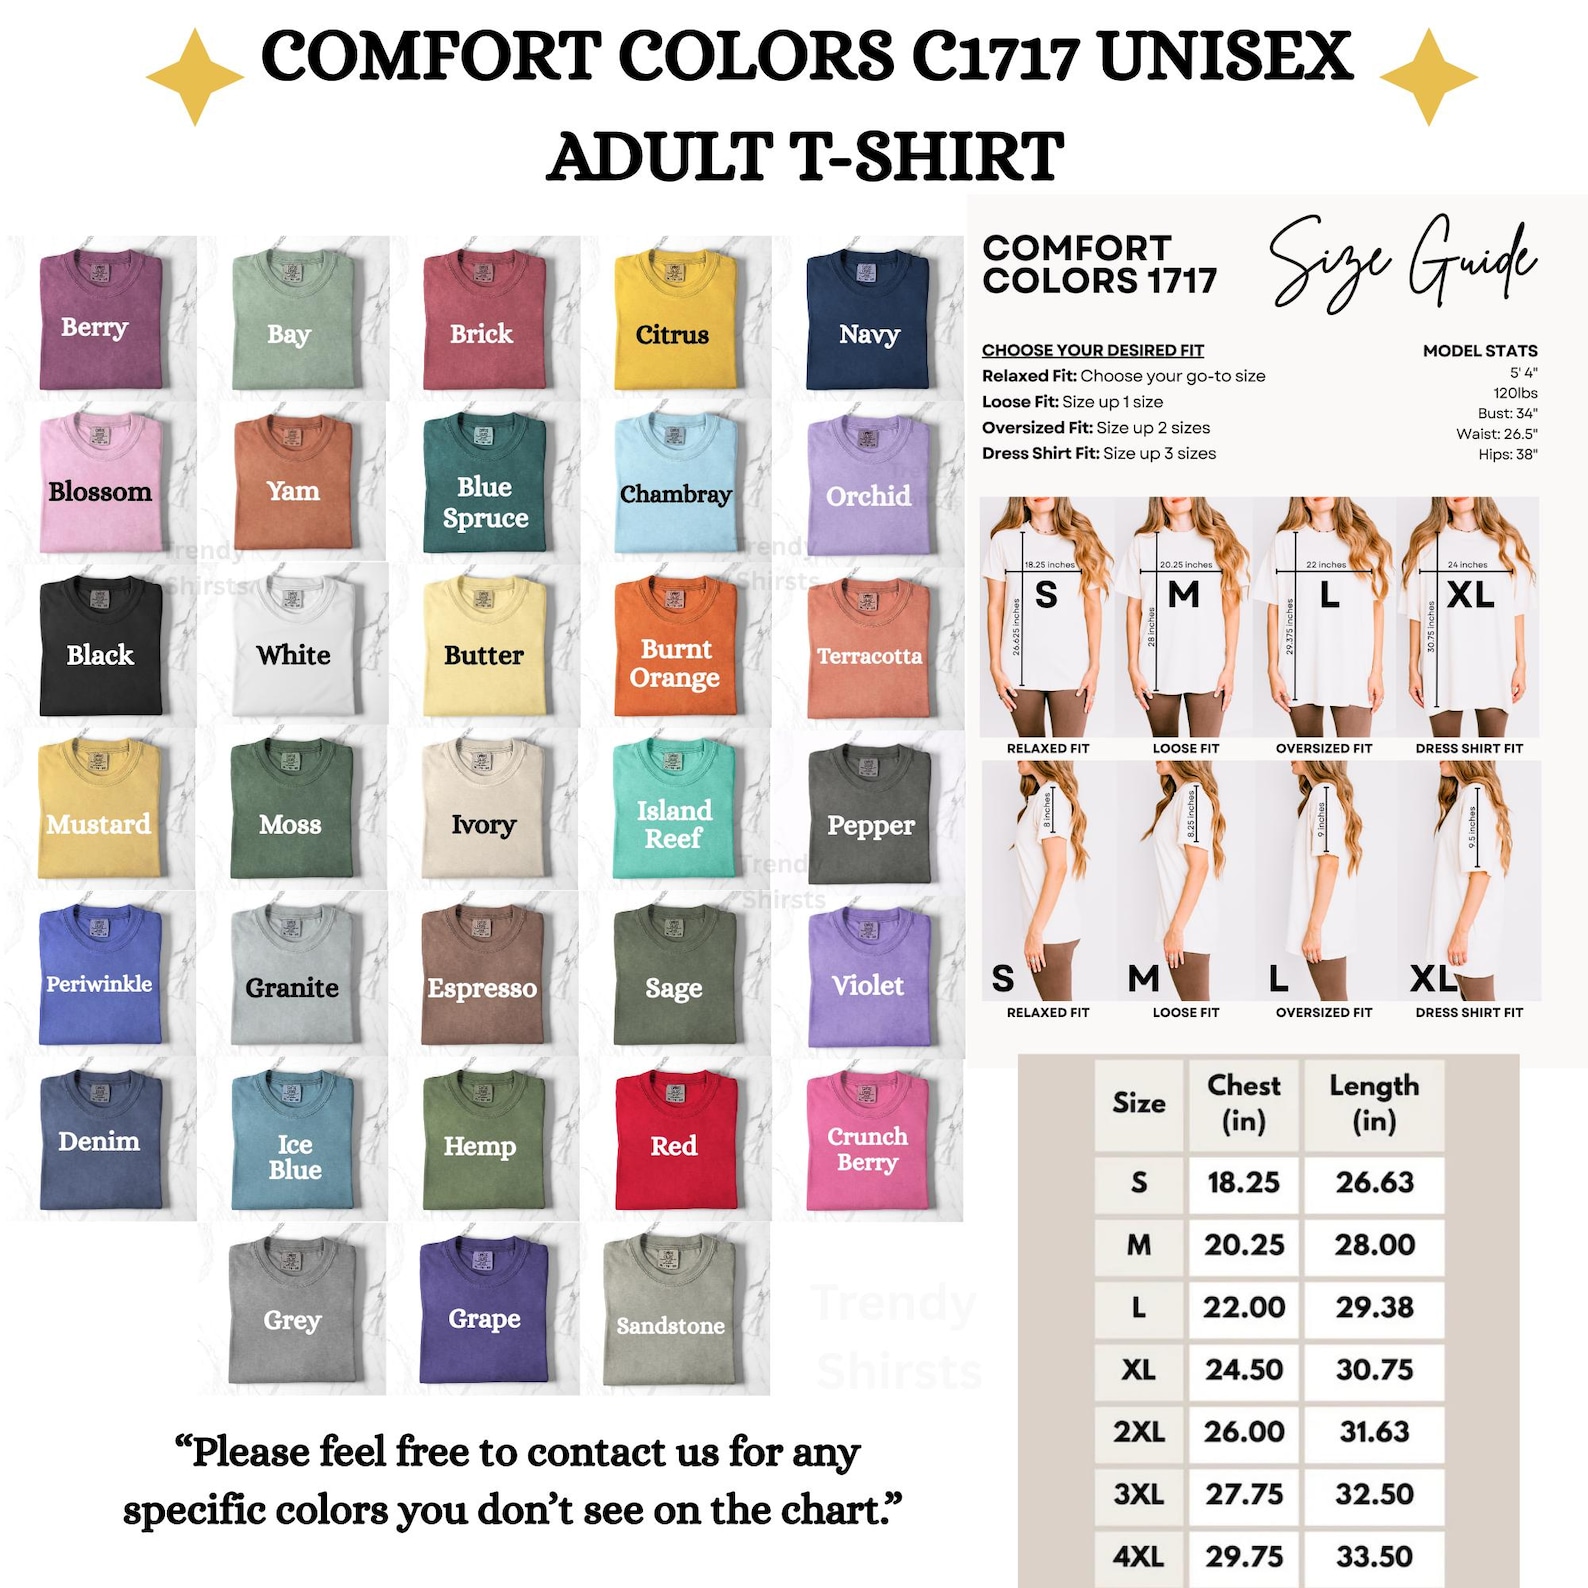 COMFORT COLORS C1717 UNISEX
ADULT T-SHIRT
Berry
Bay
Brick
Citrus
Navy
Blossom
Yam
Blue
Spruce
Chambray
Orchid
Trendy
Shirsts
Trendy
Shirsts
Black
White
Butter
Burnt
Orange
Terracotta
Mustard
Moss
Ivory
Island
Reef
Pepper
Trendy
Shirsts
Periwinkle
Granite
Espresso
Sage
Violet
Denim
Ice
Blue
Hemp
Red
Crunch
Berry
Grey
Grape
Sandstone
Trendy
Shirsts
“Please feel free to contact us for any
specific colors you don’t see on the chart.”
COMFORT
COLORS 1717
Size Guide
CHOOSE YOUR DESIRED FIT
Relaxed Fit: Choose your go-to size
Loose Fit: Size up 1 size
Oversized Fit: Size up 2 sizes
Dress Shirt Fit: Size up 3 sizes
MODEL STATS
5' 4"
120lbs
Bust: 34"
Waist: 26.5"
Hips: 38"
18.25 inches
S
26.625 inches
20.25 inches
M
28 inches
22 inches
L
29.375 inches
24 inches
XL
30.75 inches
RELAXED FIT
LOOSE FIT
OVERSIZED FIT
DRESS SHIRT FIT
8 inches
8.25 inches
9 inches
9.5 inches
S
M
L
XL
RELAXED FIT
LOOSE FIT
OVERSIZED FIT
DRESS SHIRT FIT
Size Chest (in) Length (in)
S 18.25 26.63
M 20.25 28.00
L 22.00 29.38
XL 24.50 30.75
2XL 26.00 31.63
3XL 27.75 32.50
4XL 29.75 33.50